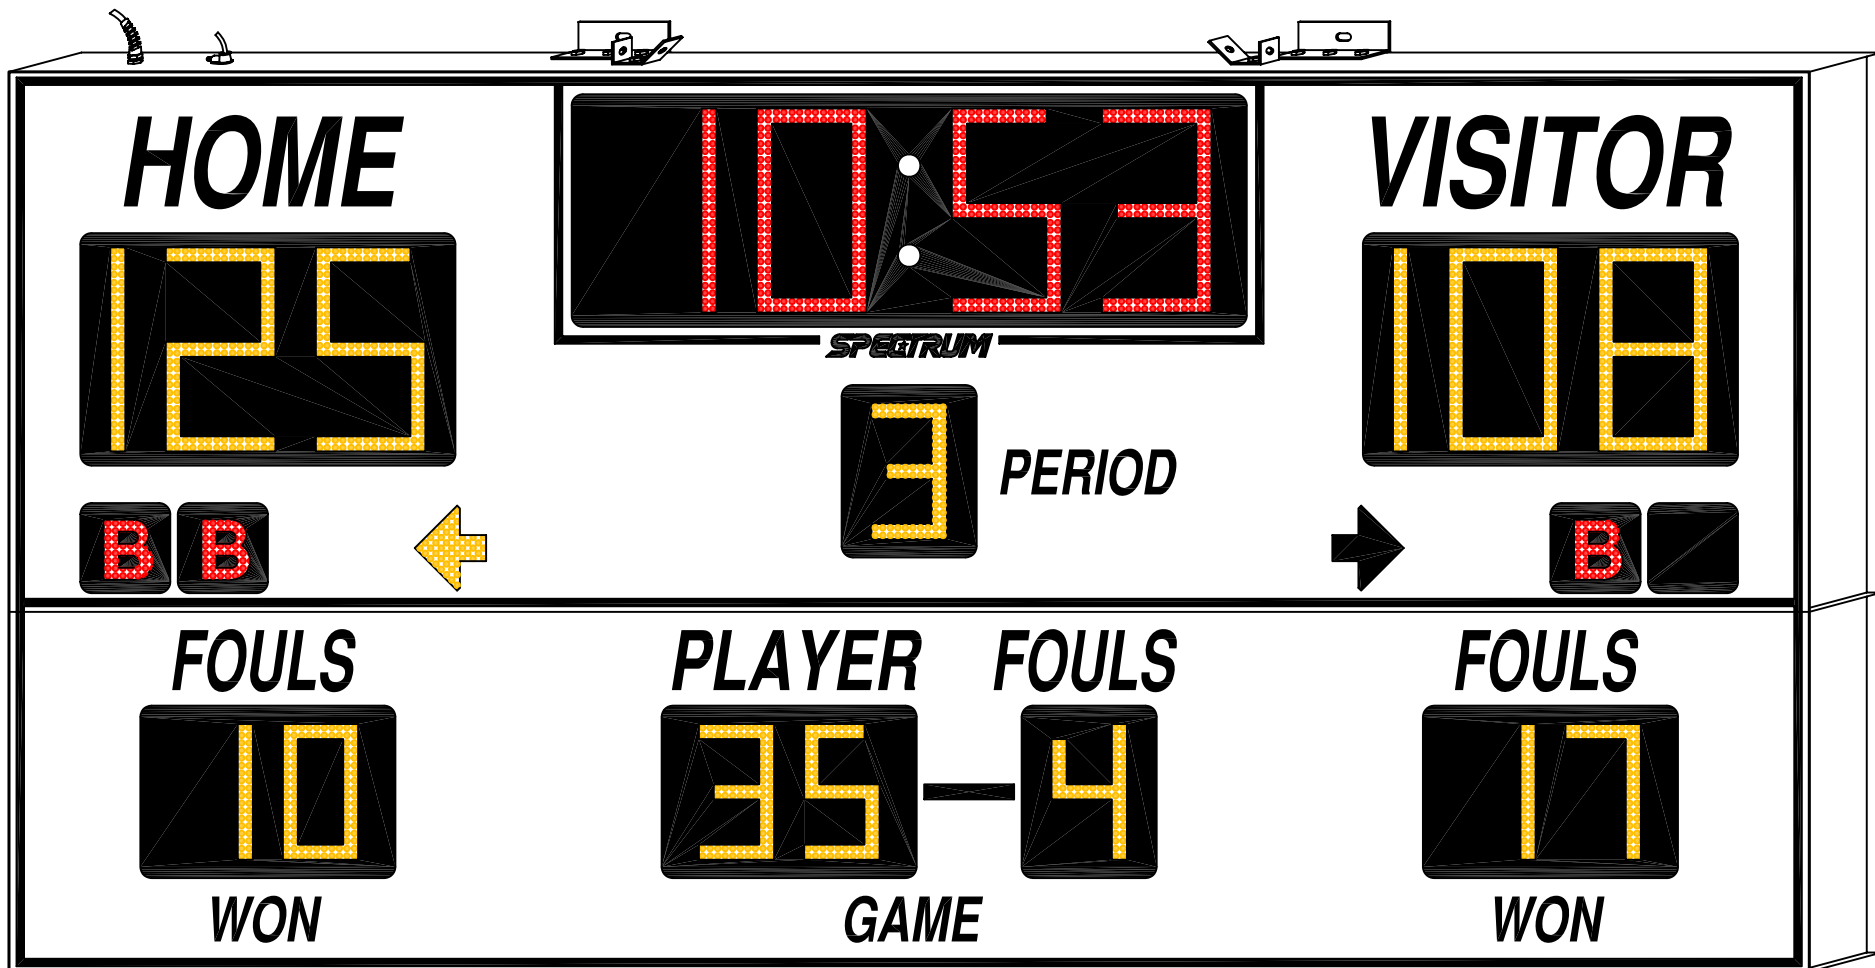 HOME 10:53 VISITOR
125 108
SPECTRUM
3 PERIOD
B B B
FOULS PLAYER FOULS FOULS
10 35 4 17
WON GAME WON